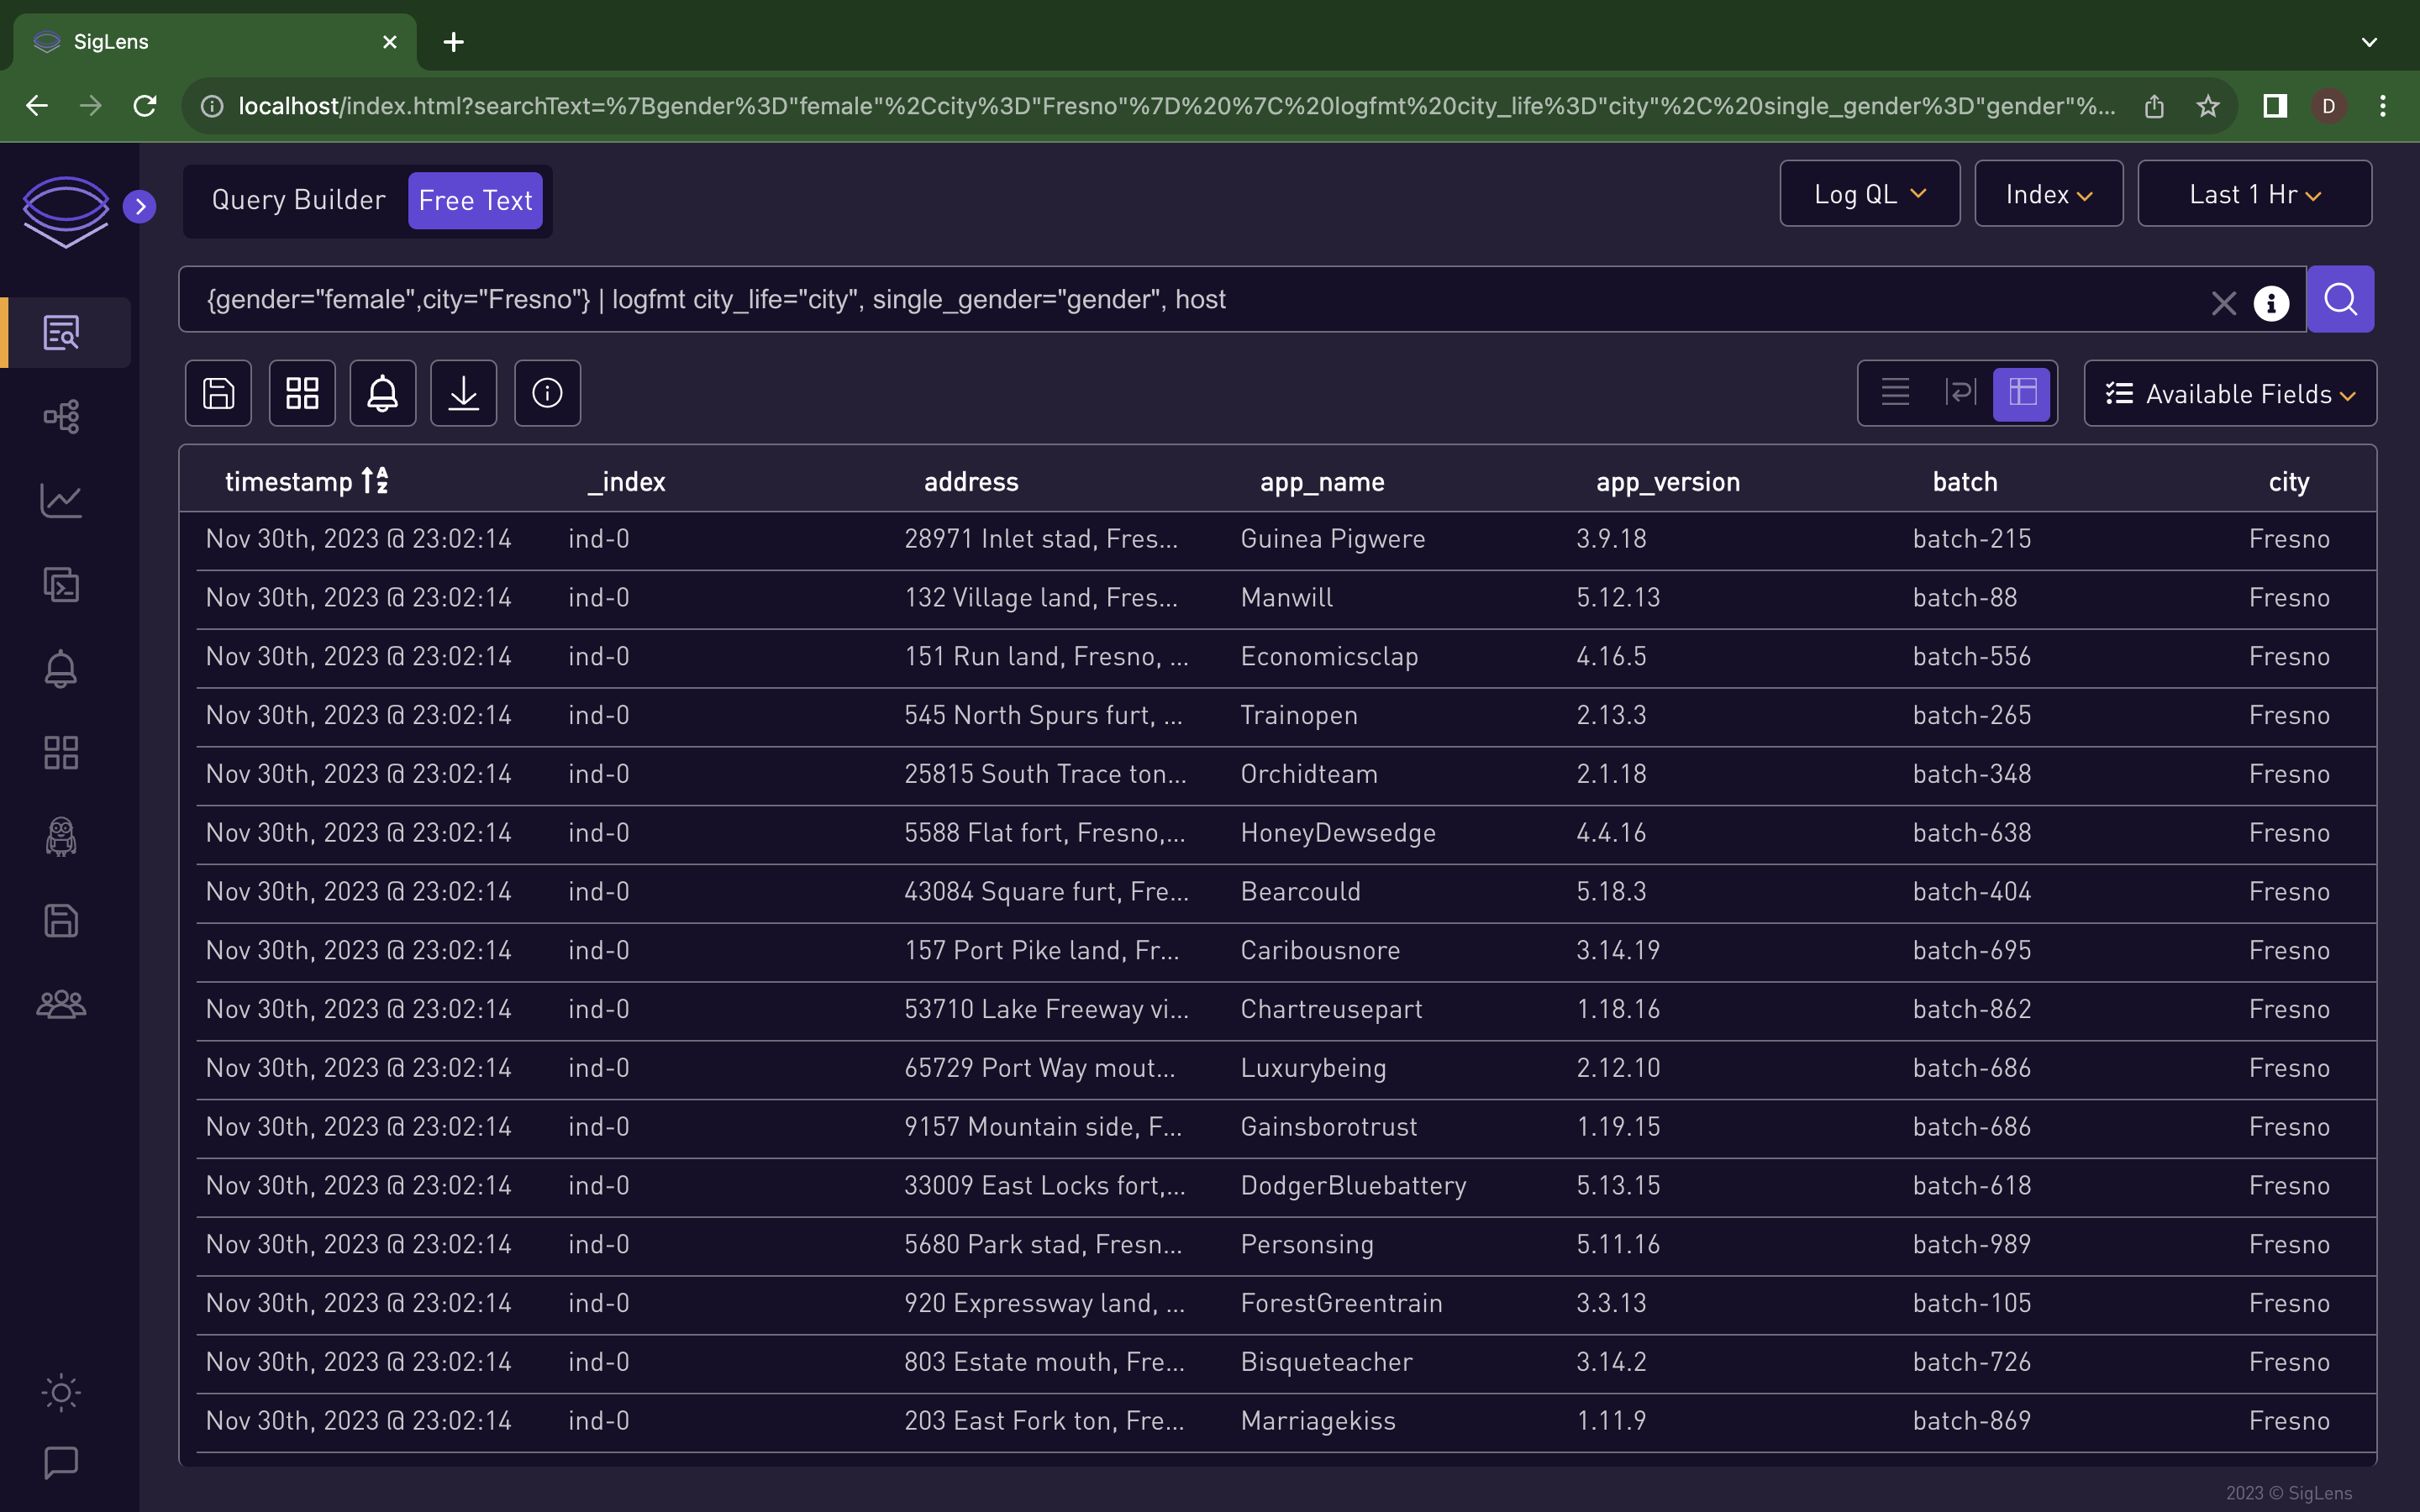 SigLens
localhost/index.html?searchText=%7Bgender%3D"female"%2Ccity%3D"Fresno"%7D%20%7C%20logfmt%20city_life%3D"city"%2C%20single_gender%3D"gender"%... D
Query Builder Free Text Log QL Index Last 1 Hr
{gender="female",city="Fresno"} | logfmt city_life="city", single_gender="gender", host
Available Fields
timestamp _index address app_name app_version batch city
Nov 30th, 2023 @ 23:02:14 ind-0 28971 Inlet stad, Fres... Guinea Pigwere 3.9.18 batch-215 Fresno
Nov 30th, 2023 @ 23:02:14 ind-0 132 Village land, Fres... Manwill 5.12.13 batch-88 Fresno
Nov 30th, 2023 @ 23:02:14 ind-0 151 Run land, Fresno, ... Economicsclap 4.16.5 batch-556 Fresno
Nov 30th, 2023 @ 23:02:14 ind-0 545 North Spurs furt, ... Trainopen 2.13.3 batch-265 Fresno
Nov 30th, 2023 @ 23:02:14 ind-0 25815 South Trace ton... Orchidteam 2.1.18 batch-348 Fresno
Nov 30th, 2023 @ 23:02:14 ind-0 5588 Flat fort, Fresno,... HoneyDewsedge 4.4.16 batch-638 Fresno
Nov 30th, 2023 @ 23:02:14 ind-0 43084 Square furt, Fre... Bearcould 5.18.3 batch-404 Fresno
Nov 30th, 2023 @ 23:02:14 ind-0 157 Port Pike land, Fr... Caribousnore 3.14.19 batch-695 Fresno
Nov 30th, 2023 @ 23:02:14 ind-0 53710 Lake Freeway vi... Chartreusepart 1.18.16 batch-862 Fresno
Nov 30th, 2023 @ 23:02:14 ind-0 65729 Port Way mout... Luxurybeing 2.12.10 batch-686 Fresno
Nov 30th, 2023 @ 23:02:14 ind-0 9157 Mountain side, F... Gainsborotrust 1.19.15 batch-686 Fresno
Nov 30th, 2023 @ 23:02:14 ind-0 33009 East Locks fort,... DodgerBluebattery 5.13.15 batch-618 Fresno
Nov 30th, 2023 @ 23:02:14 ind-0 5680 Park stad, Fresn... Personsing 5.11.16 batch-989 Fresno
Nov 30th, 2023 @ 23:02:14 ind-0 920 Expressway land, ... ForestGreentrain 3.3.13 batch-105 Fresno
Nov 30th, 2023 @ 23:02:14 ind-0 803 Estate mouth, Fre... Bisqueteacher 3.14.2 batch-726 Fresno
Nov 30th, 2023 @ 23:02:14 ind-0 203 East Fork ton, Fre... Marriagekiss 1.11.9 batch-869 Fresno
2023 © SigLens